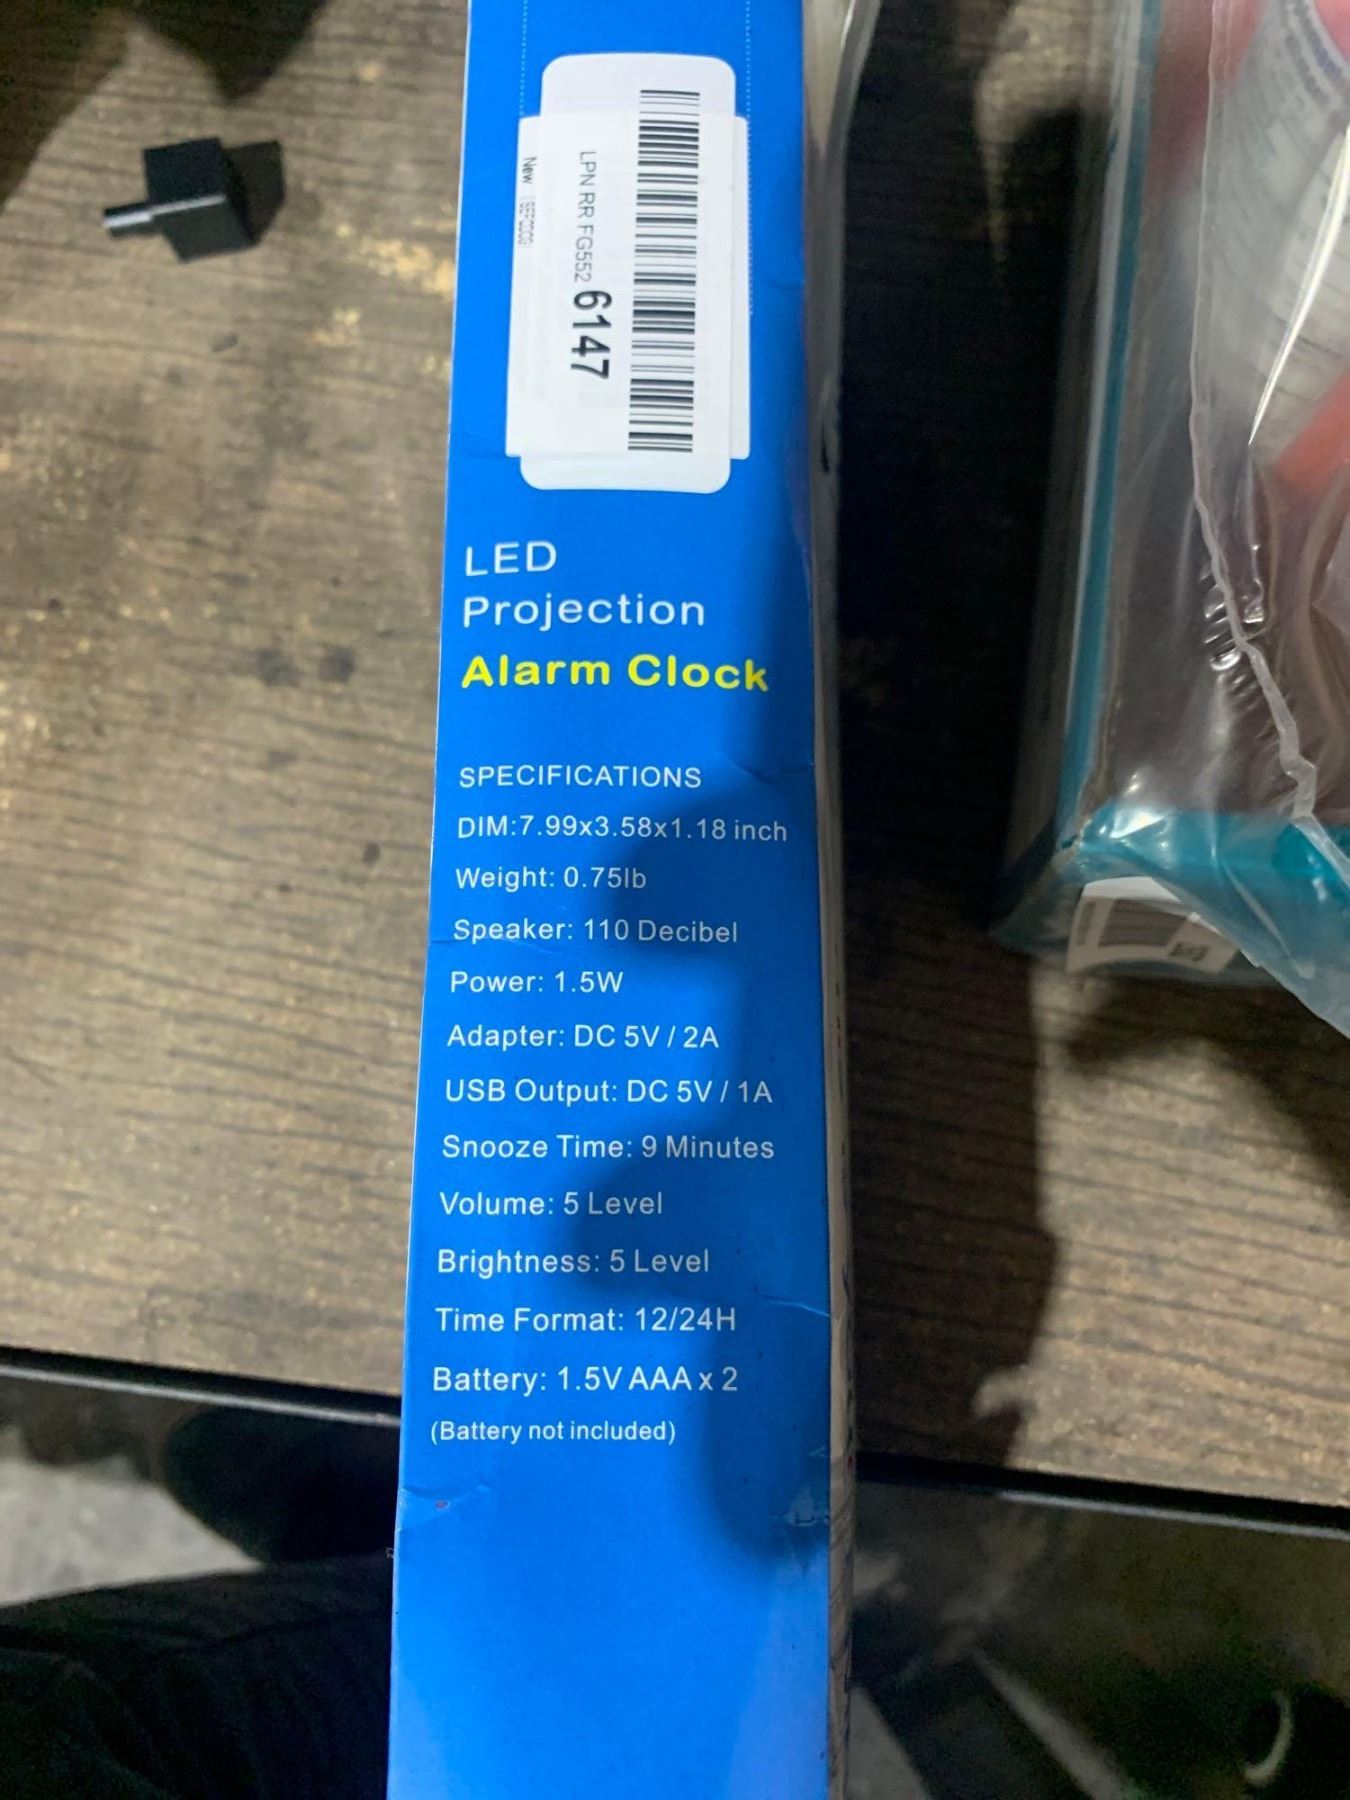 LPN RR FG552 6147
New
LED
Projection
Alarm Clock
SPECIFICATIONS
DIM:7.99x3.58x1.18 inch
Weight: 0.75lb
Speaker: 110 Decibel
Power: 1.5W
Adapter: DC 5V / 2A
USB Output: DC 5V / 1A
Snooze Time: 9 Minutes
Volume: 5 Level
Brightness: 5 Level
Time Format: 12/24H
Battery: 1.5V AAA x 2
(Battery not included)